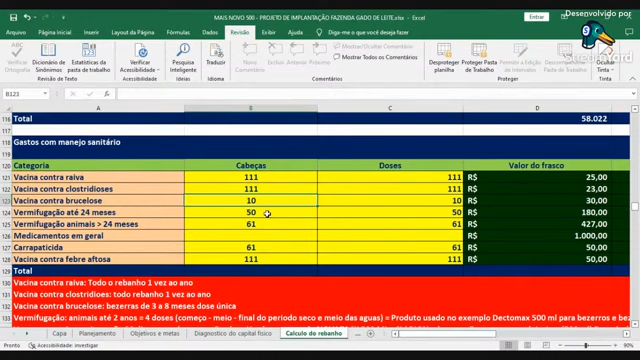 MAIS NOVO 500 - PROJETO DE IMPLANTAÇÃO FAZENDA GADO DE LEITE.xlsx - Excel
Entrar
Desenvolvido por
StreamYard
Arquivo Página Inicial Inserir Layout da Página Fórmulas Dados Revisão Exibir Ajuda Diga-me o que você deseja fazer
Verificar Ortografia
Dicionário de Sinônimos
Estatísticas da pasta de trabalho
Verificar Acessibilidade
Pesquisa Inteligente
Traduzir
Novo Comentário
Excluir
Anterior
Próximo
Mostrar/Ocultar Comentário
Mostrar Todos os Comentários
Desproteger planilha
Proteger Pasta de Trabalho
Ocultar Tinta
Revisão de Texto
Acessibilidade
Idioma
Comentários
B123
fx
A B C D
116 Total 58.022
117
118 Gastos com manejo sanitário
119
120 Categoria Cabeças Doses Valor do frasco
121 Vacina contra raiva 111 111 R$ 25,00
122 Vacina contra clostridioses 111 111 R$ 23,00
123 Vacina contra brucelose 10 10 R$ 30,00
124 Vermifugação até 24 meses 50 50 R$ 180,00
125 Vermifugação animais > 24 meses 61 61 R$ 427,00
126 Medicamentos em geral R$ 1.000,00
127 Carrapaticida 61 61 R$ 50,00
128 Vacina contra febre aftosa 111 111 R$ 50,00
129 Total
130 Vacina contra raiva: Todo o rebanho 1 vez ao ano
131 Vacina contra clostridioes: todo rebanho 1 vez ao ano
132 Vacina contra brucelose: bezerras de 3 a 8 meses dose única
133 Vermifugação: animais até 2 anos = 4 doses (começo - meio - final do período seco e meio das aguas) = Produto usado no exemplo Dectomax 500 ml para bezerros e
Capa Planejamento Objetivos e metas Diagnostico do capital fisico Calculo do rebanho ...
Acessibilidade: investigar
90%